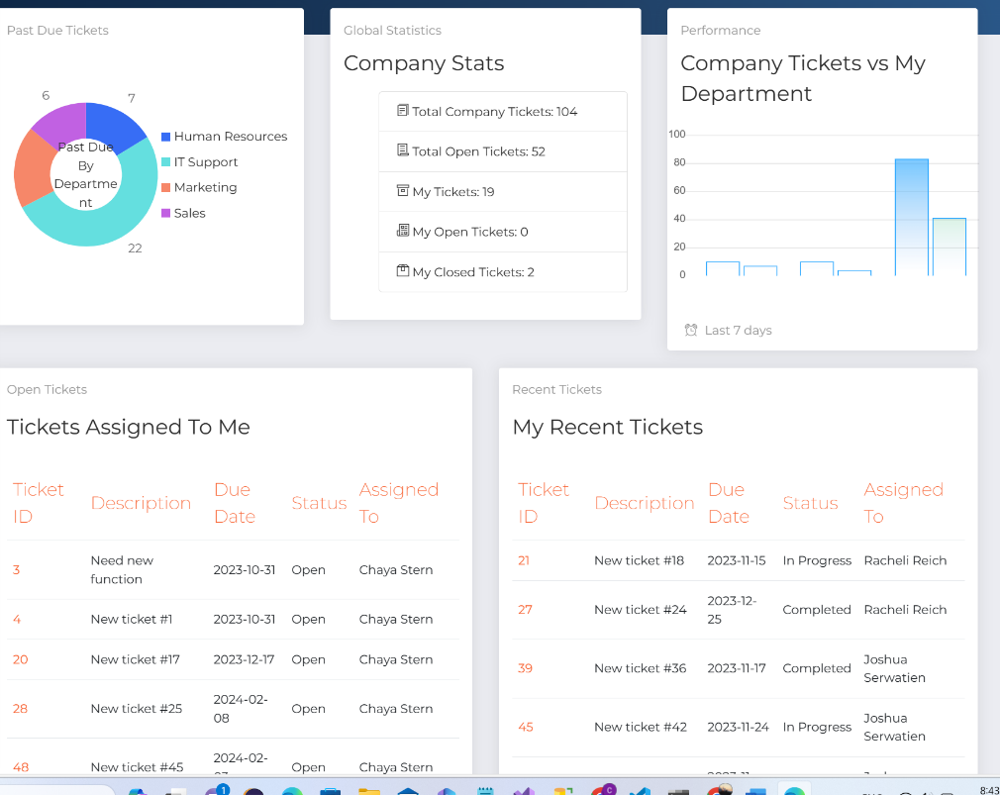 Past Due Tickets
6
7
Past Due
By
Departme
nt
22
Human Resources
IT Support
Marketing
Sales
Global Statistics
Company Stats
Total Company Tickets: 104
Total Open Tickets: 52
My Tickets: 19
My Open Tickets: 0
My Closed Tickets: 2
Performance
Company Tickets vs My
Department
100
80
60
40
20
0
Last 7 days
Open Tickets
Tickets Assigned To Me
Ticket ID Description Due Date Status Assigned To
3 Need new function 2023-10-31 Open Chaya Stern
4 New ticket #1 2023-10-31 Open Chaya Stern
20 New ticket #17 2023-12-17 Open Chaya Stern
28 New ticket #25 2024-02-08 Open Chaya Stern
48 New ticket #45 2024-02- Open Chaya Stern
Recent Tickets
My Recent Tickets
Ticket ID Description Due Date Status Assigned To
21 New ticket #18 2023-11-15 In Progress Racheli Reich
27 New ticket #24 2023-12-25 Completed Racheli Reich
39 New ticket #36 2023-11-17 Completed Joshua Serwatien
45 New ticket #42 2023-11-24 In Progress Joshua Serwatien
1
C
8:43